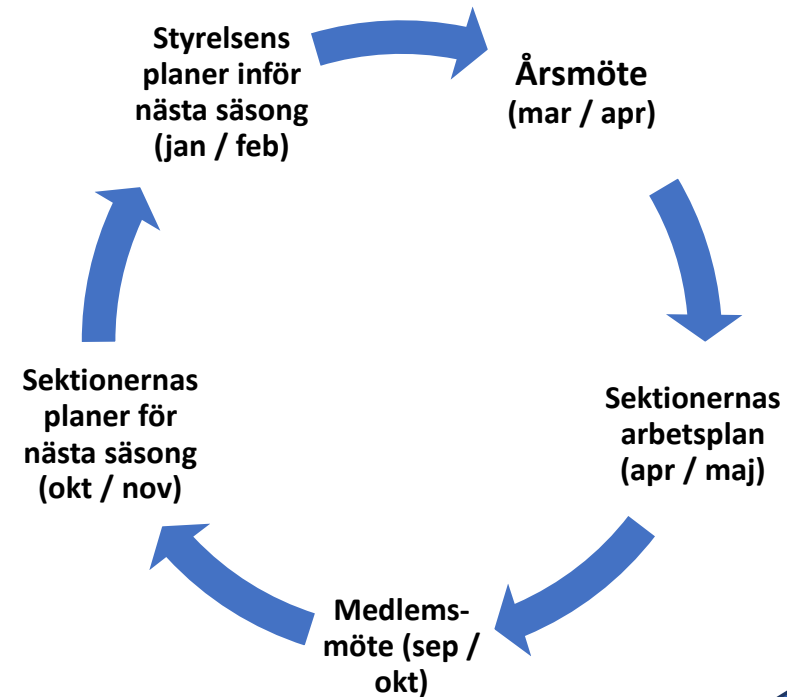 Styrelsens
planer inför
nästa säsong
(jan / feb)
Årsmöte
(mar / apr)
Sektionernas
arbetsplan
(apr / maj)
Medlems-
möte (sep /
okt)
Sektionernas
planer för
nästa säsong
(okt / nov)